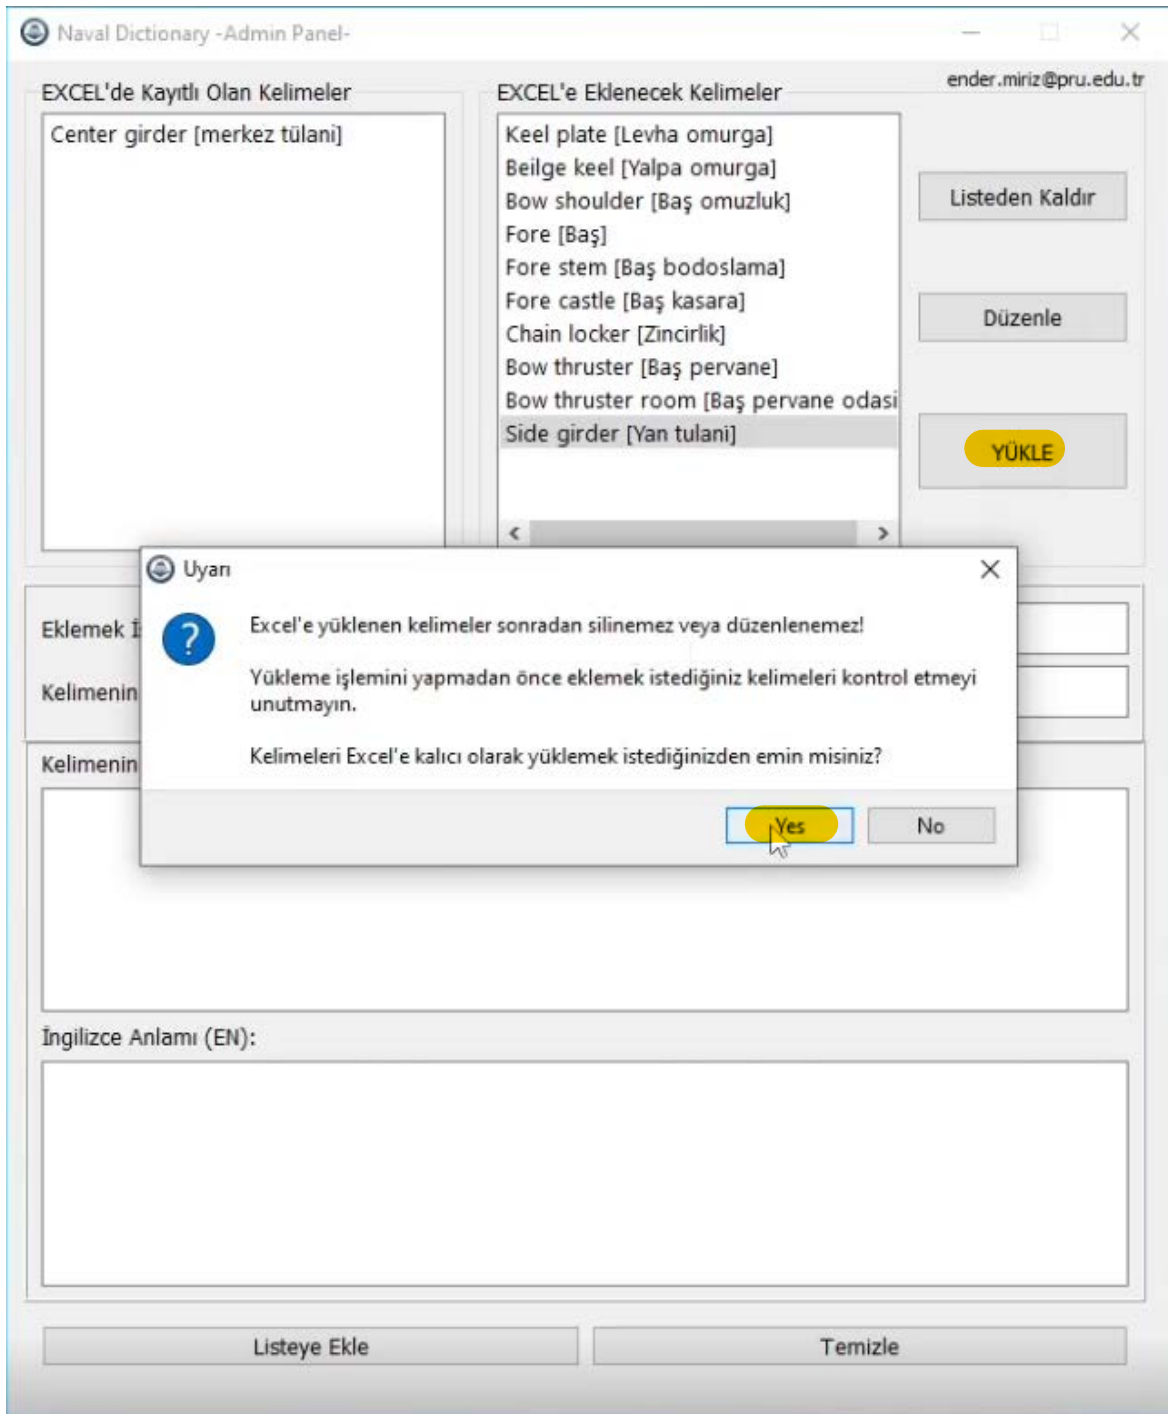 Naval Dictionary -Admin Panel-
ender.miriz@pru.edu.tr
EXCEL'de Kayıtlı Olan Kelimeler
Center girder [merkez tülani]
EXCEL'e Eklenecek Kelimeler
Keel plate [Levha omurga]
Beilge keel [Yalpa omurga]
Bow shoulder [Baş omuzluk]
Fore [Baş]
Fore stem [Baş bodoslama]
Fore castle [Baş kasara]
Chain locker [Zincirlik]
Bow thruster [Baş pervane]
Bow thruster room [Baş pervane odasi
Side girder [Yan tulani]
Listeden Kaldır
Düzenle
YÜKLE
Uyarı
Excel'e yüklenen kelimeler sonradan silinemez veya düzenlenemez!
Yükleme işlemini yapmadan önce eklemek istediğiniz kelimeleri kontrol etmeyi
unutmayın.
Kelimeleri Excel'e kalıcı olarak yüklemek istediğinizden emin misiniz?
Yes
No
Eklemek
Kelimenin
Kelimenin
İngilizce Anlamı (EN):
Listeye Ekle
Temizle